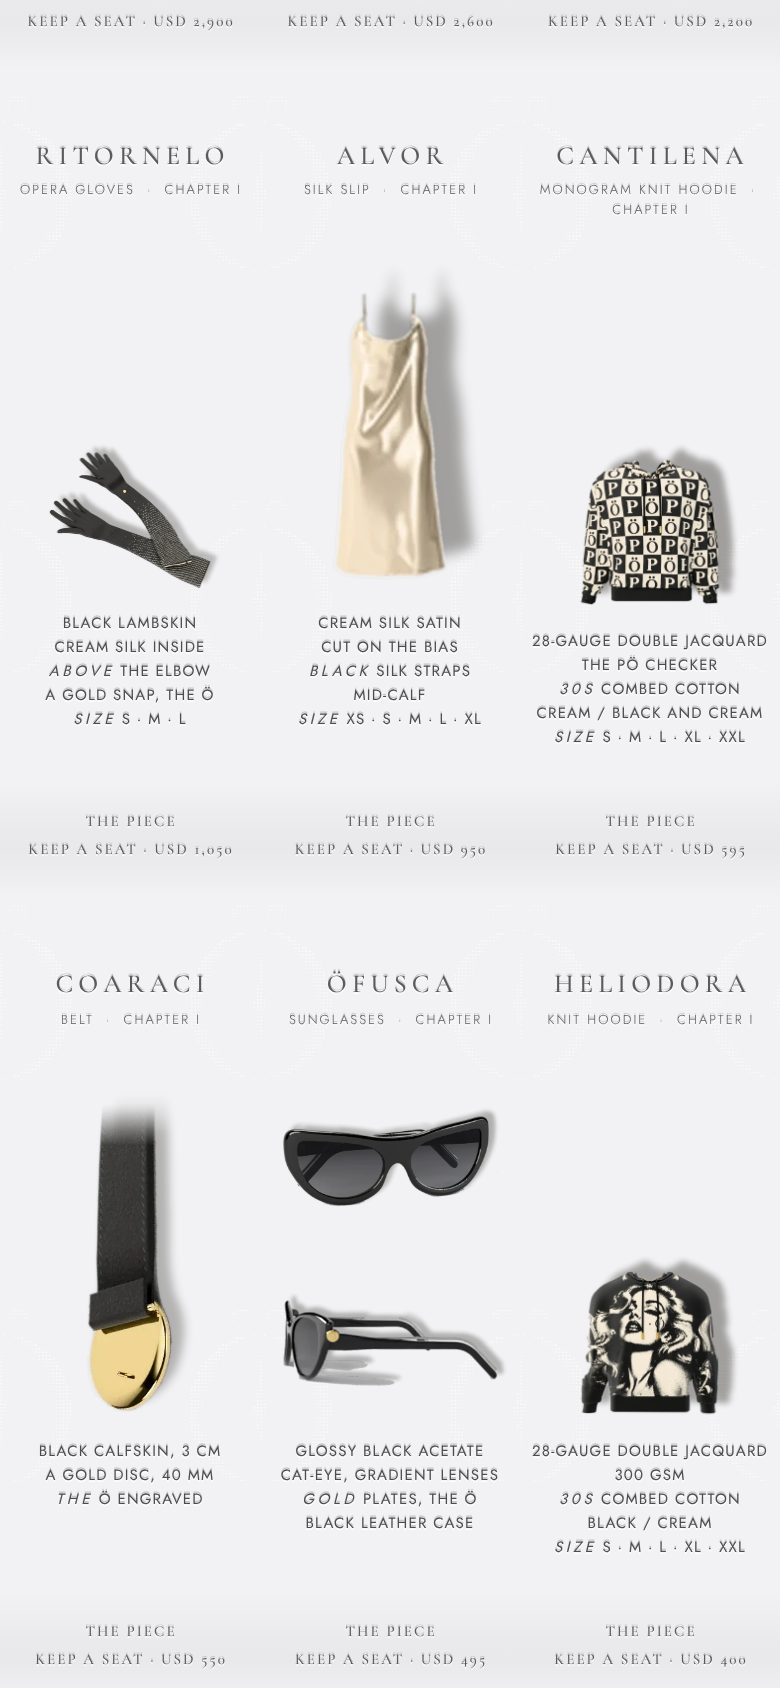 KEEP A SEAT · USD 2,900
KEEP A SEAT · USD 2,600
KEEP A SEAT · USD 2,200
RITORNELO
OPERA GLOVES · CHAPTER I
ALVOR
SILK SLIP · CHAPTER I
CANTILENA
MONOGRAM KNIT HOODIE ·
CHAPTER I
BLACK LAMBSKIN
CREAM SILK INSIDE
ABOVE THE ELBOW
A GOLD SNAP, THE Ö
SIZE S · M · L
CREAM SILK SATIN
CUT ON THE BIAS
BLACK SILK STRAPS
MID-CALF
SIZE XS · S · M · L · XL
28-GAUGE DOUBLE JACQUARD
THE PÖ CHECKER
30S COMBED COTTON
CREAM / BLACK AND CREAM
SIZE S · M · L · XL · XXL
THE PIECE
KEEP A SEAT · USD 1,050
THE PIECE
KEEP A SEAT · USD 950
THE PIECE
KEEP A SEAT · USD 595
COARACI
BELT · CHAPTER I
ÖFUSCA
SUNGLASSES · CHAPTER I
HELIODORA
KNIT HOODIE · CHAPTER I
BLACK CALFSKIN, 3 CM
A GOLD DISC, 40 MM
THE Ö ENGRAVED
GLOSSY BLACK ACETATE
CAT-EYE, GRADIENT LENSES
GOLD PLATES, THE Ö
BLACK LEATHER CASE
28-GAUGE DOUBLE JACQUARD
300 GSM
30S COMBED COTTON
BLACK / CREAM
SIZE S · M · L · XL · XXL
THE PIECE
KEEP A SEAT · USD 550
THE PIECE
KEEP A SEAT · USD 495
THE PIECE
KEEP A SEAT · USD 400